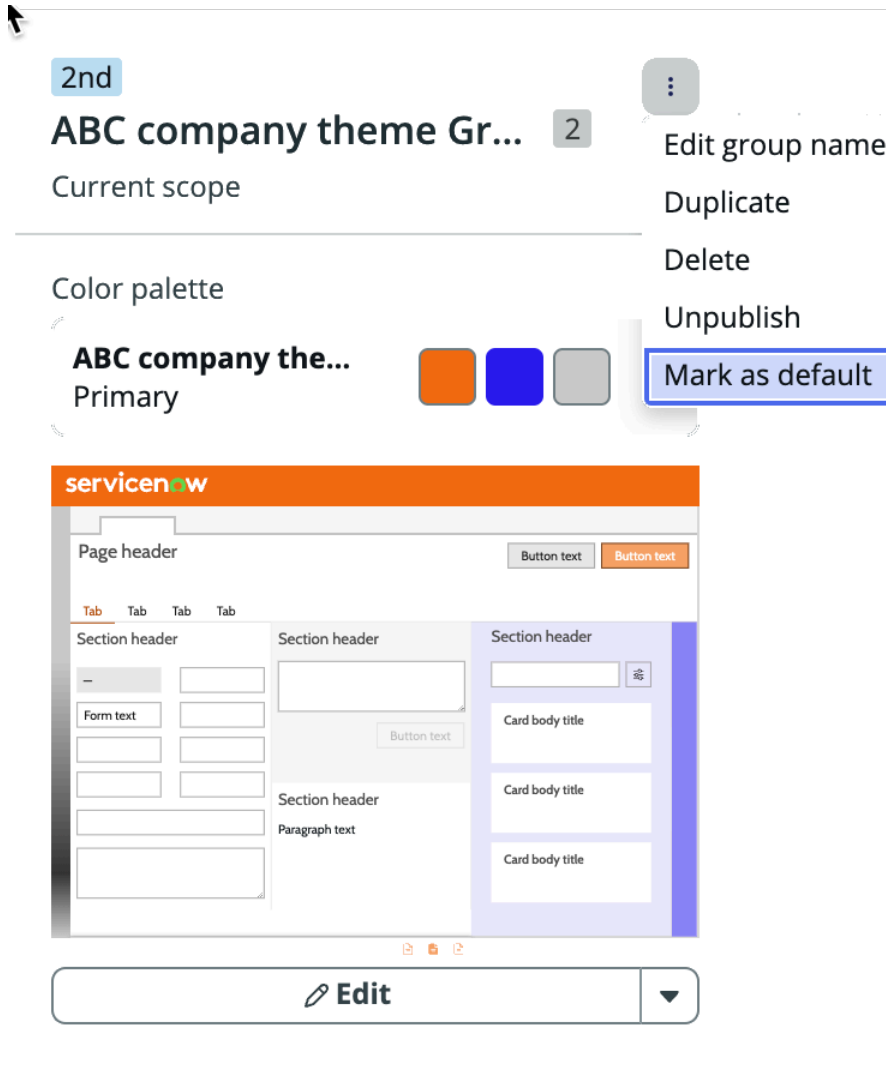 2nd
ABC company theme Gr... 2
Current scope
Edit group name
Duplicate
Delete
Unpublish
Mark as default
Color palette
ABC company the...
Primary
servicenow
Page header
Button text Button text
Tab Tab Tab Tab
Section header
–
Form text
Section header
Button text
Section header
Paragraph text
Section header
Card body title
Card body title
Card body title
Edit